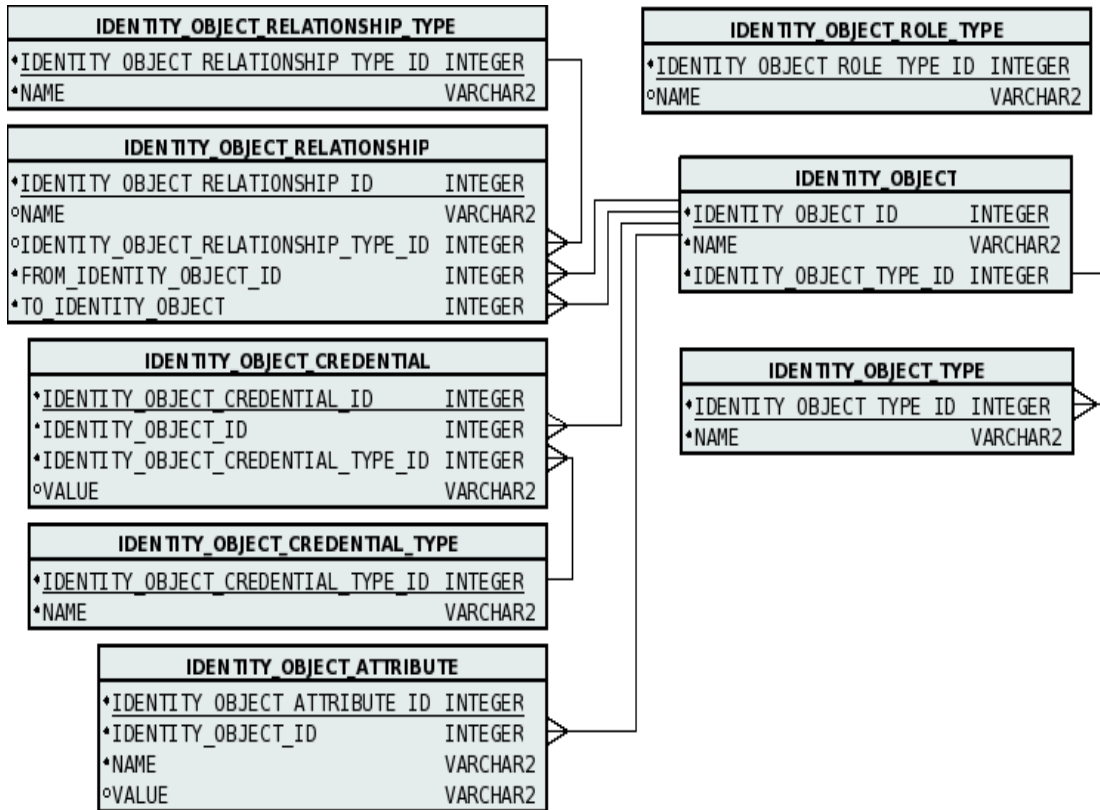 IDENTITY_OBJECT_RELATIONSHIP_TYPE
IDENTITY_OBJECT_RELATIONSHIP_TYPE_ID INTEGER
NAME VARCHAR2
IDENTITY_OBJECT_RELATIONSHIP
IDENTITY_OBJECT_RELATIONSHIP_ID INTEGER
NAME VARCHAR2
IDENTITY_OBJECT_RELATIONSHIP_TYPE_ID INTEGER
FROM_IDENTITY_OBJECT_ID INTEGER
TO_IDENTITY_OBJECT INTEGER
IDENTITY_OBJECT_CREDENTIAL
IDENTITY_OBJECT_CREDENTIAL_ID INTEGER
IDENTITY_OBJECT_ID INTEGER
IDENTITY_OBJECT_CREDENTIAL_TYPE_ID INTEGER
VALUE VARCHAR2
IDENTITY_OBJECT_CREDENTIAL_TYPE
IDENTITY_OBJECT_CREDENTIAL_TYPE_ID INTEGER
NAME VARCHAR2
IDENTITY_OBJECT_ATTRIBUTE
IDENTITY_OBJECT_ATTRIBUTE_ID INTEGER
IDENTITY_OBJECT_ID INTEGER
NAME VARCHAR2
VALUE VARCHAR2
IDENTITY_OBJECT_ROLE_TYPE
IDENTITY_OBJECT_ROLE_TYPE_ID INTEGER
NAME VARCHAR2
IDENTITY_OBJECT
IDENTITY_OBJECT_ID INTEGER
NAME VARCHAR2
IDENTITY_OBJECT_TYPE_ID INTEGER
IDENTITY_OBJECT_TYPE
IDENTITY_OBJECT_TYPE_ID INTEGER
NAME VARCHAR2